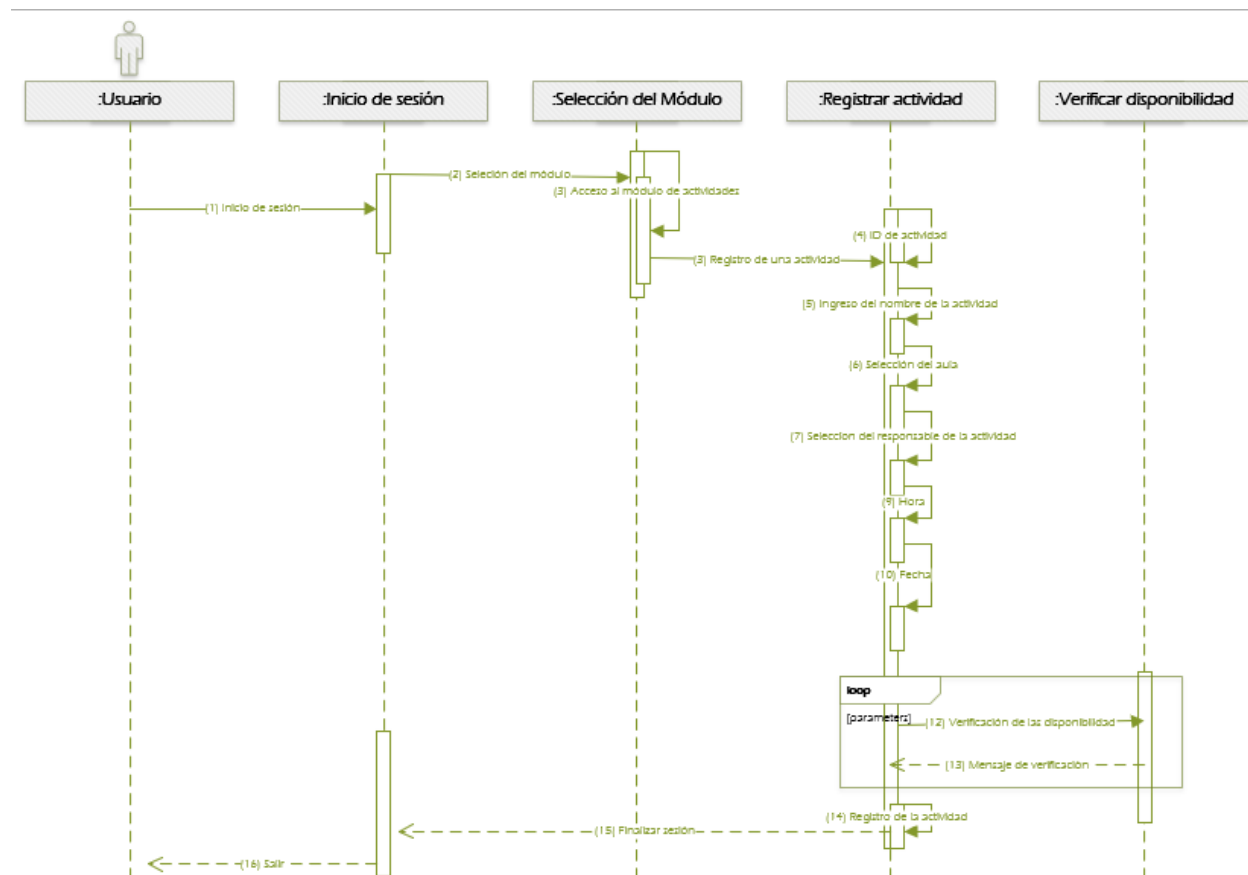 :Usuario
:Inicio de sesión
:Selección del Módulo
:Registrar actividad
:Verificar disponibilidad
(2) Seleción del módulo
(3) Acceso al módulo de actividades
(1) Inicio de sesión
(4) ID de actividad
(3) Registro de una actividad
(5) Ingreso del nombre de la actividad
(6) Selección del aula
(7) Seleccion del responsable de la actividad
(9) Hora
(10) Fecha
loop
[parameters]
(12) Verificación de las disponibilidad
(13) Mensaje de verificación
(14) Registro de la actividad
(15) Finalizar sesión
(16) Salir